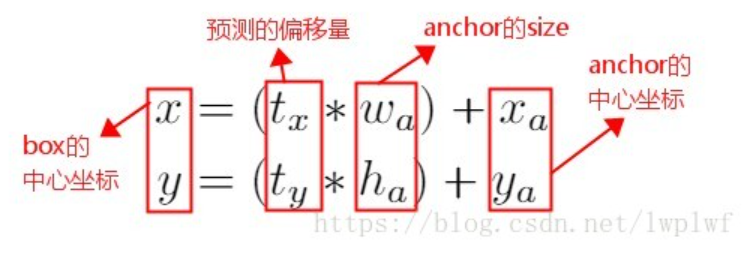 预测的偏移量
anchor的size
anchor的
中心坐标
x = (t_x * w_a) + x_a
box的
中心坐标
y = (t_y * h_a) + y_a
https://blog.csdn.net/lwplwf